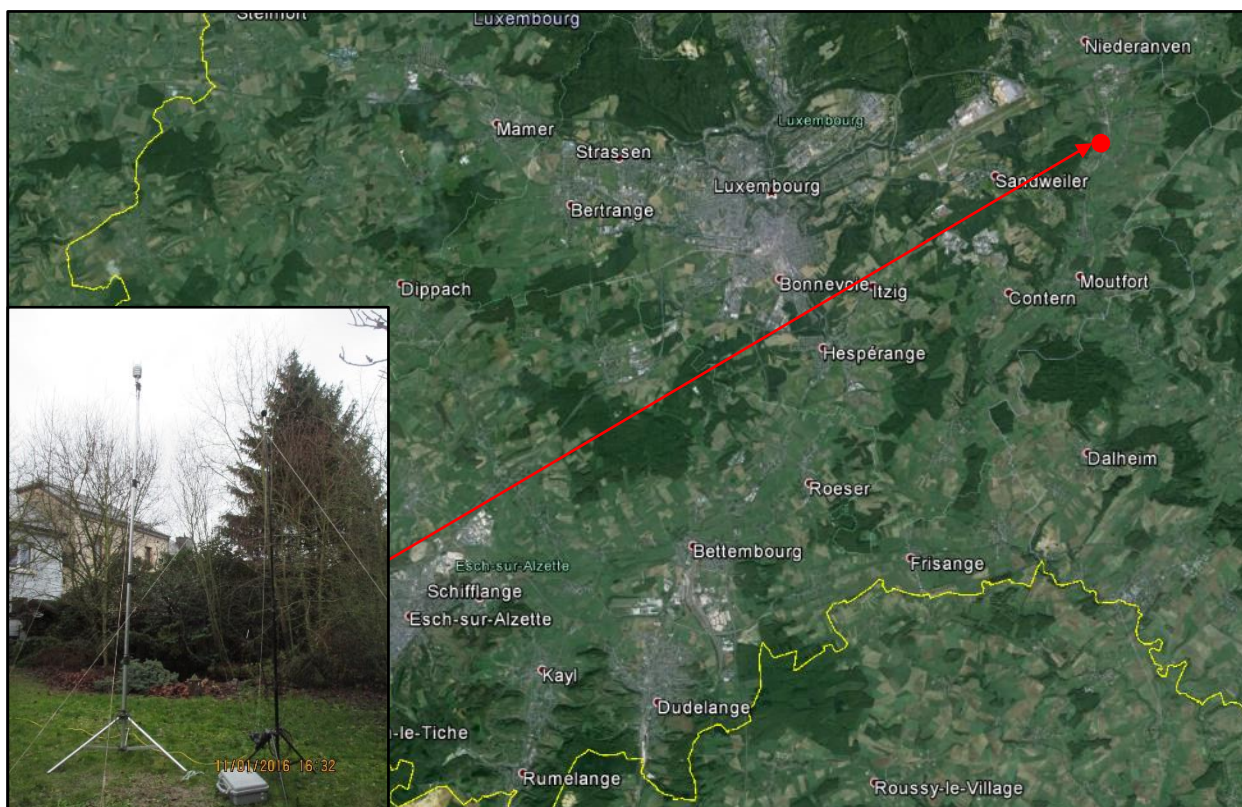 Steinfort
Luxembourg
Niederanven
Mamer
Luxembourg
Strassen
Sandweiler
Luxembourg
Bertrange
Dippach
Bonnevoie
Itzig
Contern
Moutfort
Hespérange
Dalheim
Roeser
Bettembourg
Frisange
Esch-sur-Alzette
Schifflange
Esch-sur-Alzette
Kayl
Dudelange
n-le-Tiche
Rumelange
Roussy-le-Village
11/01/2016 16:32